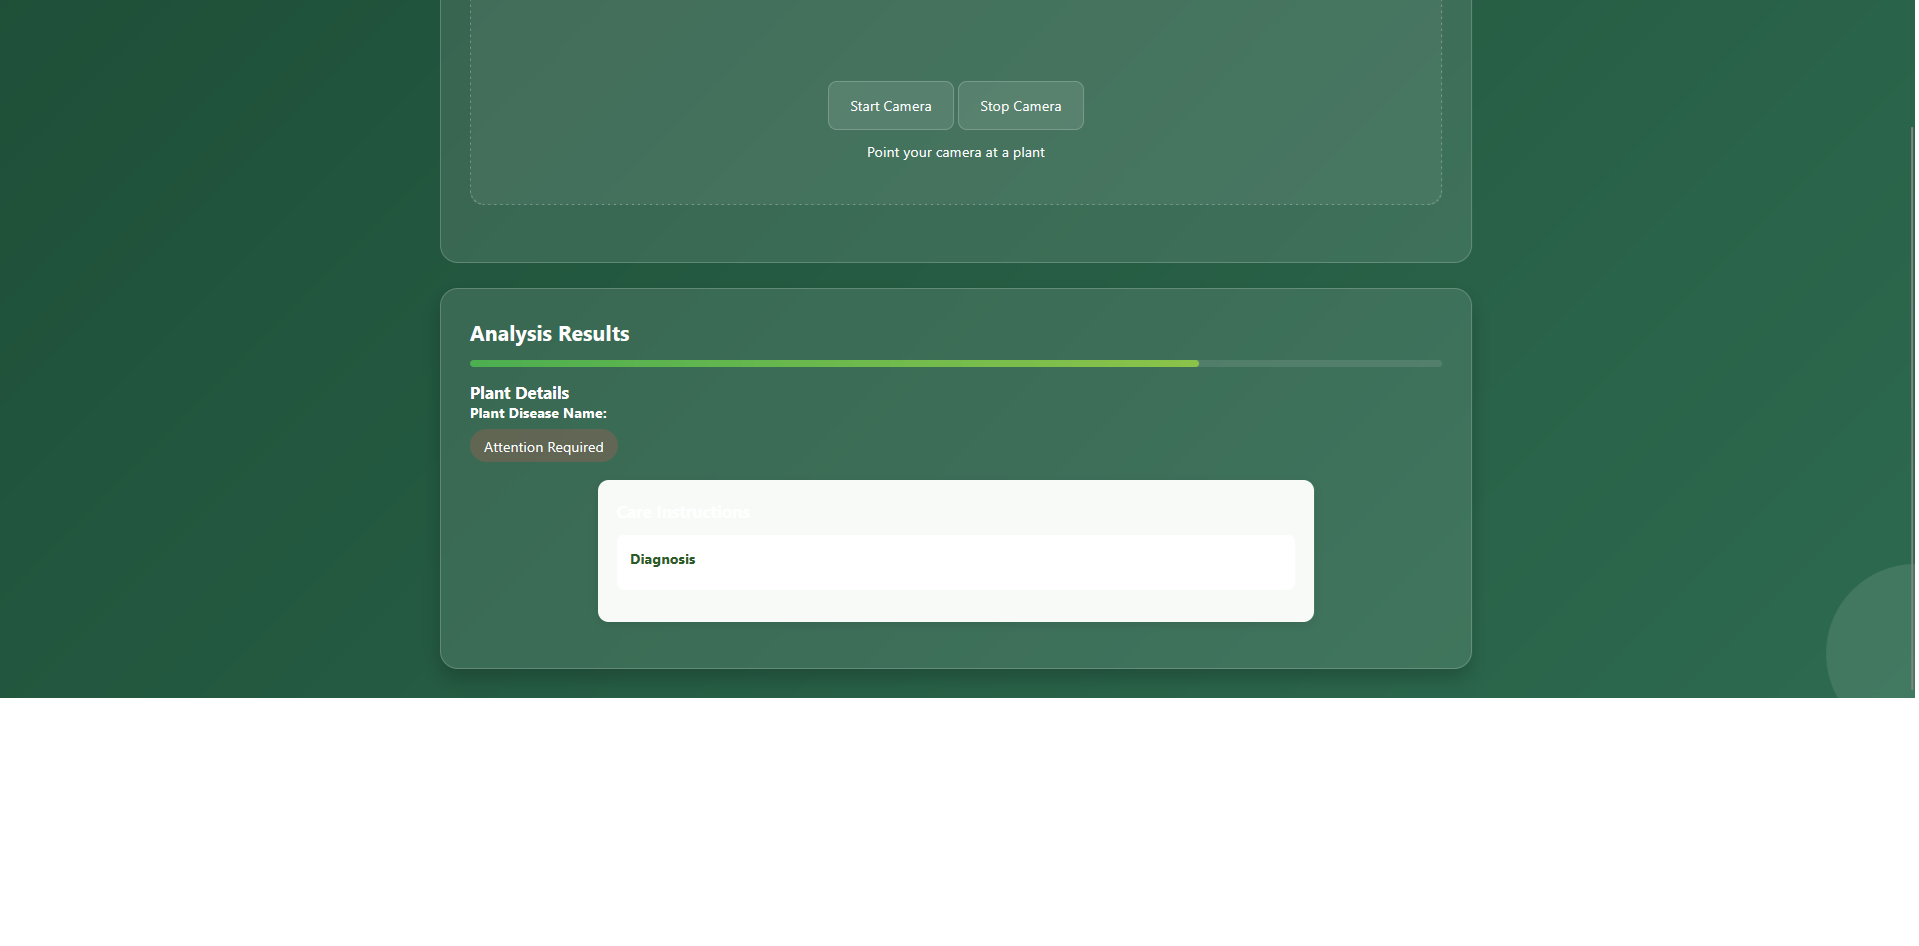 Start Camera Stop Camera
Point your camera at a plant
Analysis Results
Plant Details
Plant Disease Name:
Attention Required
Care Instructions
Diagnosis